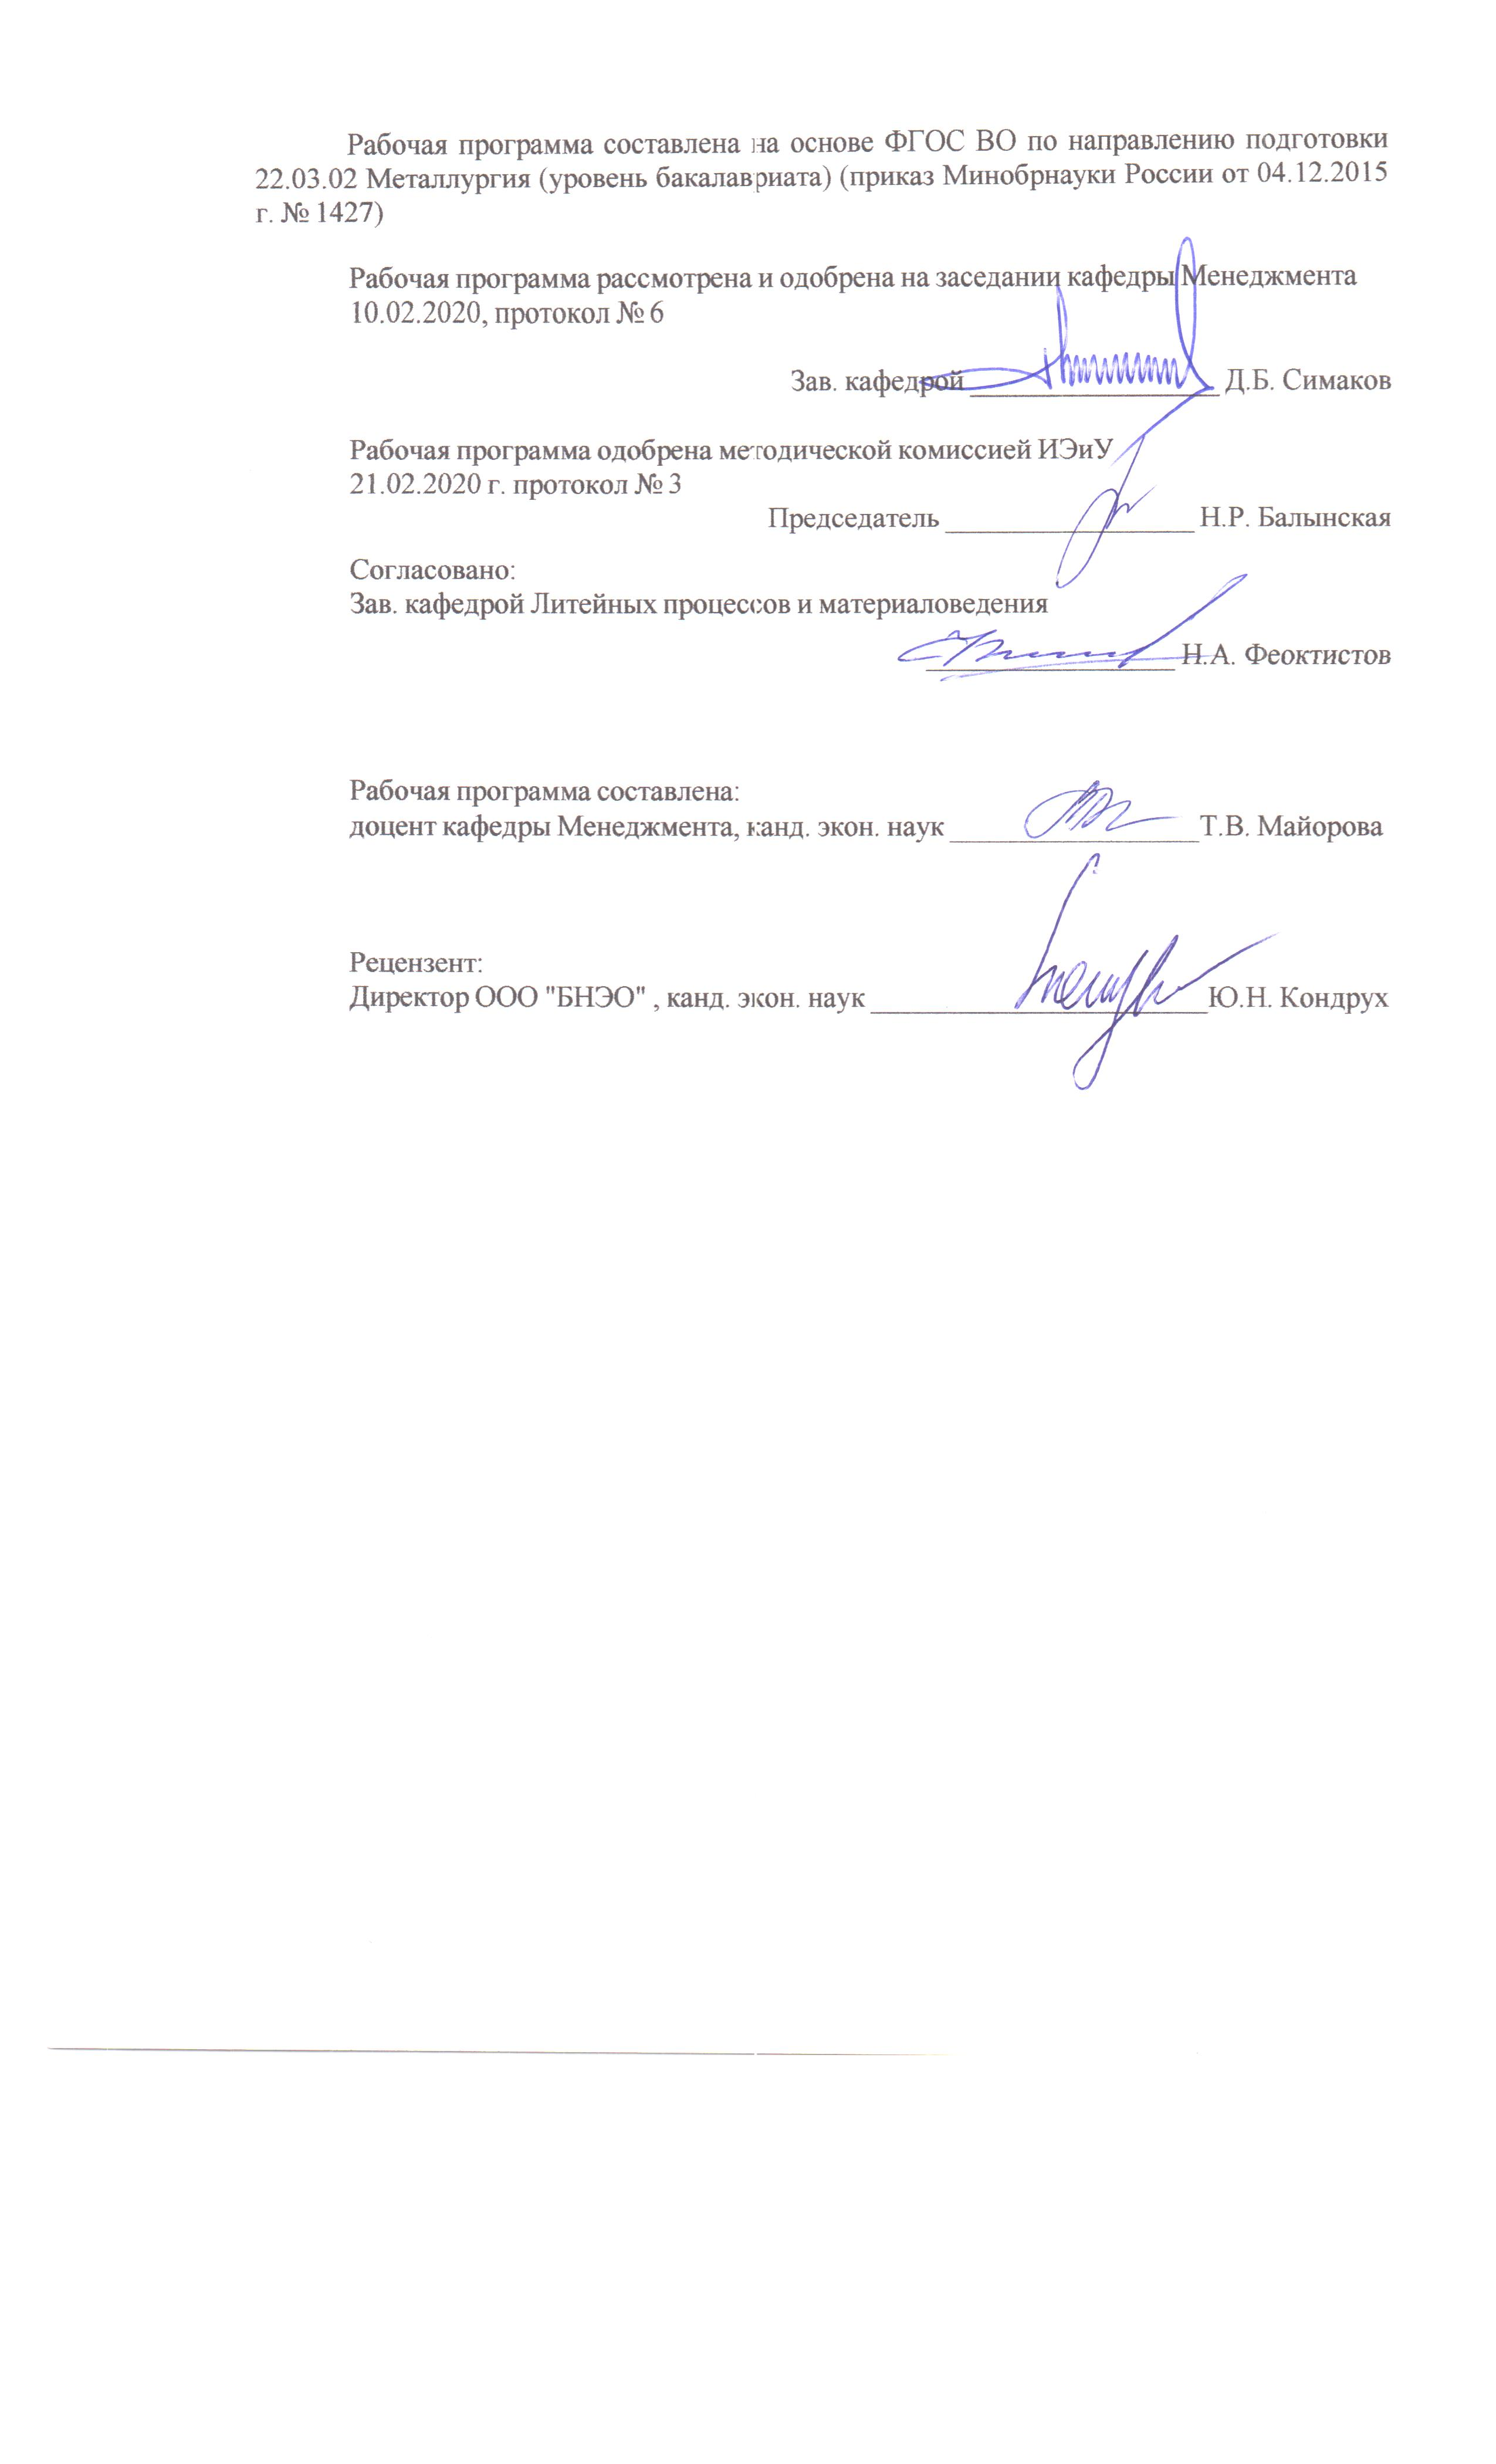 Рабочая программа составлена на основе ФГОС ВО по направлению подготовки
22.03.02 Металлургия (уровень бакалавриата) (приказ Минобрнауки России от 04.12.2015
г. № 1427)
Рабочая программа рассмотрена и одобрена на заседании кафедры Менеджмента
10.02.2020, протокол № 6
Зав. кафедрой Д.Б. Симаков
Рабочая программа одобрена методической комиссией ИЭиУ
21.02.2020 г. протокол № 3
Председатель Н.Р. Балынская
Согласовано:
Зав. кафедрой Литейных процессов и материаловедения
Н.А. Феоктистов
Рабочая программа составлена:
доцент кафедры Менеджмента, канд. экон. наук Т.В. Майорова
Рецензент:
Директор ООО "БНЭО" , канд. экон. наук Ю.Н. Кондрух